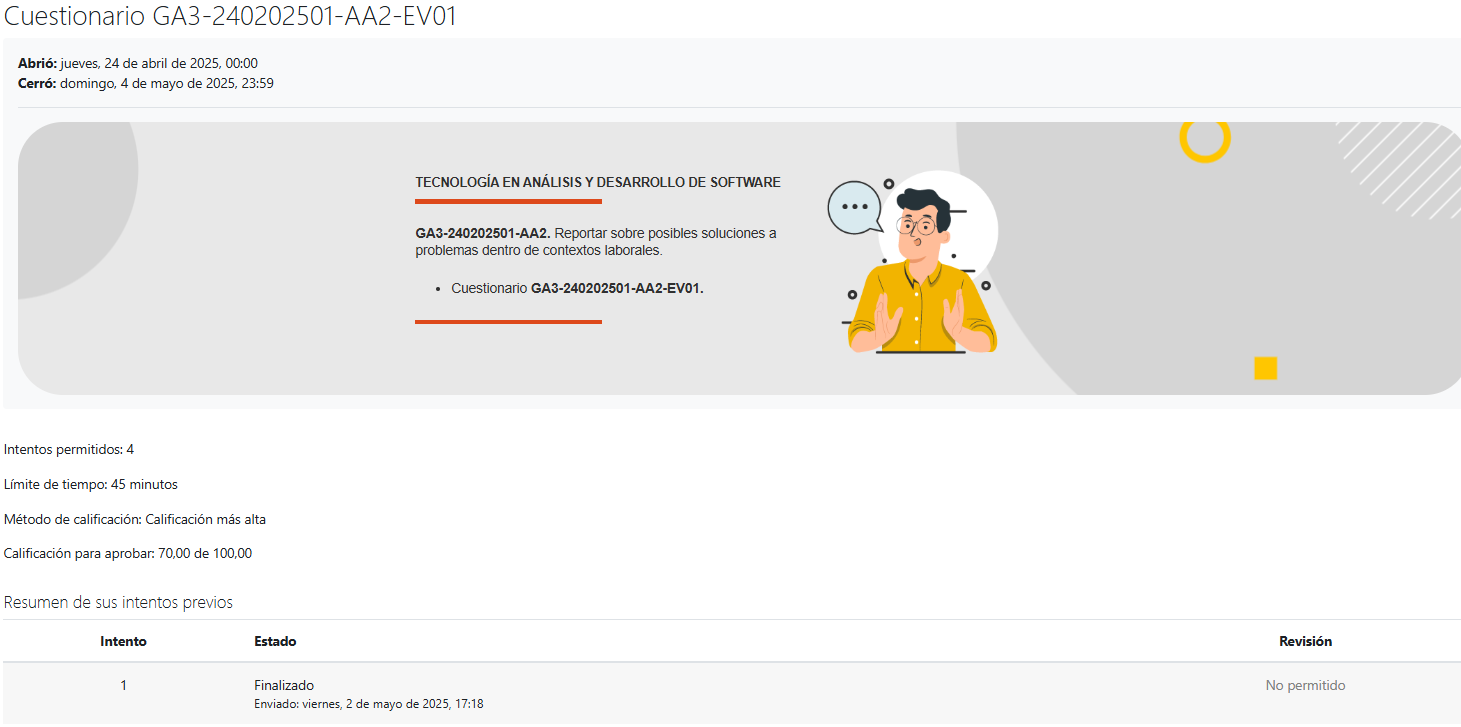 Cuestionario GA3-240202501-AA2-EV01
Abrió: jueves, 24 de abril de 2025, 00:00
Cerró: domingo, 4 de mayo de 2025, 23:59
TECNOLOGÍA EN ANÁLISIS Y DESARROLLO DE SOFTWARE
GA3-240202501-AA2. Reportar sobre posibles soluciones a
problemas dentro de contextos laborales.
• Cuestionario GA3-240202501-AA2-EV01.
Intentos permitidos: 4
Límite de tiempo: 45 minutos
Método de calificación: Calificación más alta
Calificación para aprobar: 70,00 de 100,00
Resumen de sus intentos previos
Intento Estado Revisión
1 Finalizado No permitido
Enviado: viernes, 2 de mayo de 2025, 17:18